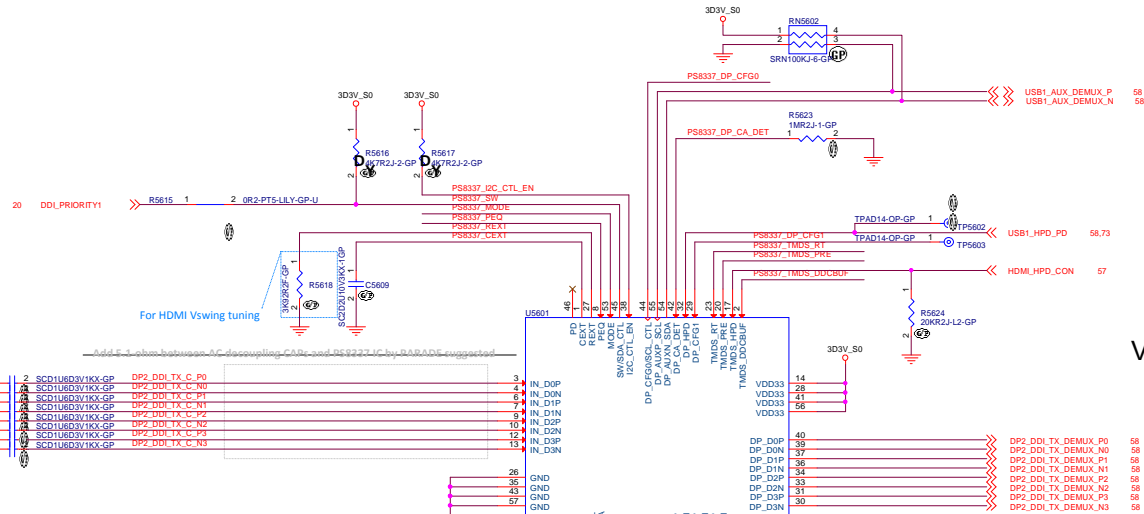 3D3V_S0
RN5602
1 4
2 3
SRN100KJ-6-GP
GP
PS8337_DP_CFG0
USB1_AUX_DEMUX_P 58
USB1_AUX_DEMUX_N 58
3D3V_S0 3D3V_S0
R5623
1MR2J-1-GP
PS8337_DP_CA_DET 1 2
1 1
R5616 R5617
4K7R2J-2-GP 4K7R2J-2-GP
D Y D Y
2 2
PS8337_I2C_CTL_EN
20 DDI_PRIORITY1 R5615 1 2 0R2-PT5-LILY-GP-U PS8337_SW
PS8337_MODE
PS8337_PEQ
PS8337_REXT
PS8337_CEXT
TPAD14-OP-GP 1 TP5602
USB1_HPD_PD 58,73
PS8337_DP_CFG1 TPAD14-OP-GP 1 TP5603
PS8337_TMDS_RT
PS8337_TMDS_PRE
PS8337_TMDS_DDCBUF
HDMI_HPD_CON 57
3K92R2F-GP
1
R5618
2
SC2D2U10V3KX-1GP
1
C5609
2
1
R5624
20KR2J-L2-GP
2
For HDMI Vswing tuning
46 1 27 8 53 45 38 44 55 54 42 32 29 23 20 17 2
U5601
PD
CEXT
REXT
PEQ
MODE
SW/SDA_CTL
I2C_CTL_EN
DP_CFG0/SCL_CTL
DP_AUXP_SCL
DP_AUXN_SDA
DP_CA_DET
DP_HPD
DP_CFG1
TMDS_RT
TMDS_PRE
TMDS_HPD
TMDS_DDCBUF
Add 5.1 ohm between AC decoupling CAPs and PS8337 IC by PARADE suggested
3D3V_S0
V
2 SCD1U6D3V1KX-GP DP2_DDI_TX_C_P0 3 IN_D0P
SCD1U6D3V1KX-GP DP2_DDI_TX_C_N0 4 IN_D0N
SCD1U6D3V1KX-GP DP2_DDI_TX_C_P1 6 IN_D1P
SCD1U6D3V1KX-GP DP2_DDI_TX_C_N1 7 IN_D1N
SCD1U6D3V1KX-GP DP2_DDI_TX_C_P2 9 IN_D2P
SCD1U6D3V1KX-GP DP2_DDI_TX_C_N2 10 IN_D2N
SCD1U6D3V1KX-GP DP2_DDI_TX_C_P3 12 IN_D3P
SCD1U6D3V1KX-GP DP2_DDI_TX_C_N3 13 IN_D3N
VDD33 14
VDD33 28
VDD33 41
VDD33 56
26 GND
35 GND
43 GND
57 GND
DP_D0P 40 DP2_DDI_TX_DEMUX_P0 58
DP_D0N 39 DP2_DDI_TX_DEMUX_N0 58
DP_D1P 37 DP2_DDI_TX_DEMUX_P1 58
DP_D1N 36 DP2_DDI_TX_DEMUX_N1 58
DP_D2P 34 DP2_DDI_TX_DEMUX_P2 58
DP_D2N 33 DP2_DDI_TX_DEMUX_N2 58
DP_D3P 31 DP2_DDI_TX_DEMUX_P3 58
DP_D3N 30 DP2_DDI_TX_DEMUX_N3 58